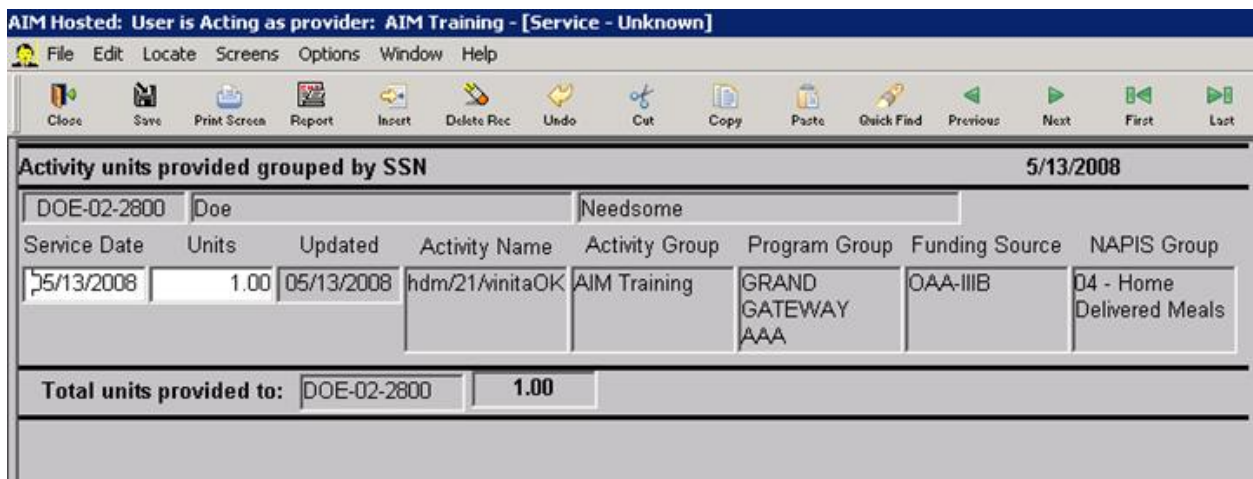 AIM Hosted: User is Acting as provider: AIM Training - [Service - Unknown]
File Edit Locate Screens Options Window Help
Close Save Print Screen Report Insert Delete Rec Undo Cut Copy Paste Quick Find Previous Next First Last
Activity units provided grouped by SSN 5/13/2008
DOE-02-2800 Doe Needsome
Service Date Units Updated Activity Name Activity Group Program Group Funding Source NAPIS Group
05/13/2008 1.00 05/13/2008 hdm/21/vinitaOK AIM Training GRAND OAA-IIIB 04 - Home
GATEWAY Delivered Meals
AAA
Total units provided to: DOE-02-2800 1.00